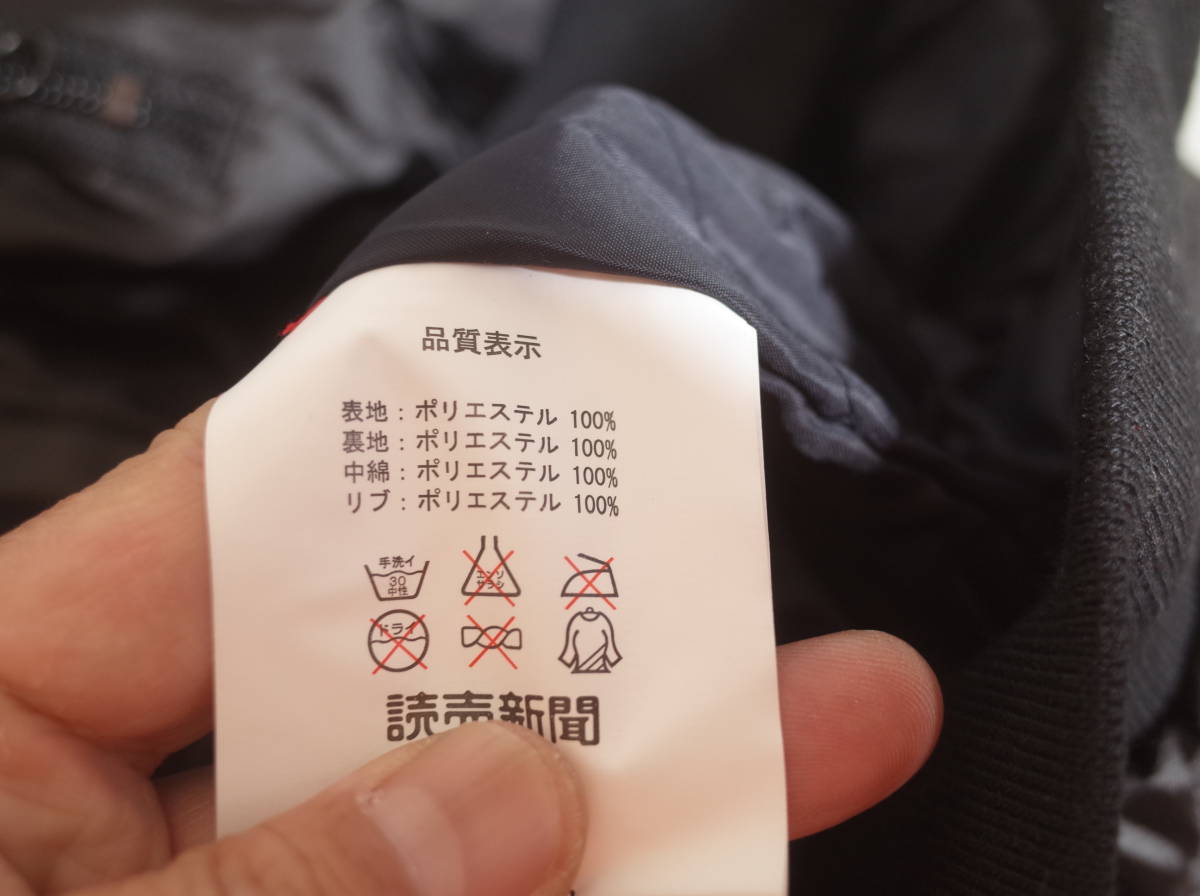 品質表示
表地：ポリエステル 100%
裏地：ポリエステル 100%
中綿：ポリエステル 100%
リブ：ポリエステル 100%
手洗イ
30
中性
エンソ
サラシ
ドライ
読売新聞